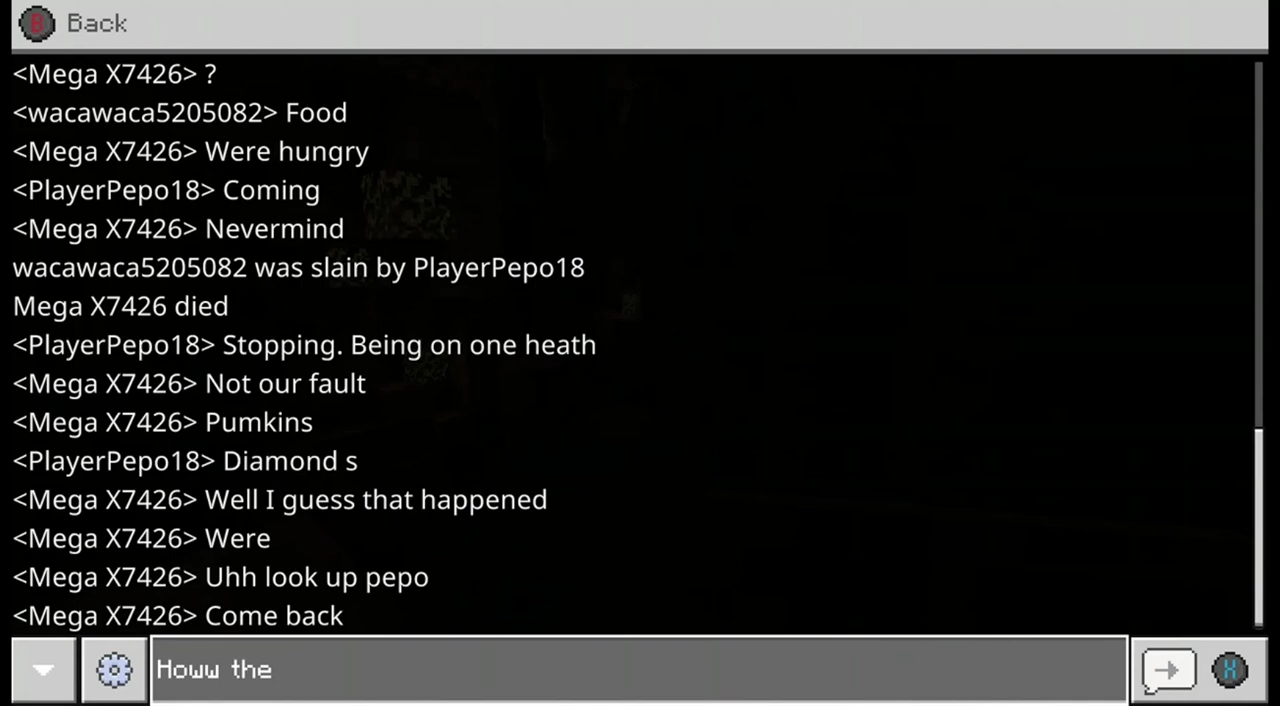 B Back
<Mega X7426> ?
<wacawaca5205082> Food
<Mega X7426> Were hungry
<PlayerPepo18> Coming
<Mega X7426> Nevermind
wacawaca5205082 was slain by PlayerPepo18
Mega X7426 died
<PlayerPepo18> Stopping. Being on one heath
<Mega X7426> Not our fault
<Mega X7426> Pumkins
<PlayerPepo18> Diamond s
<Mega X7426> Well I guess that happened
<Mega X7426> Were
<Mega X7426> Uhh look up pepo
<Mega X7426> Come back
Howw the
X